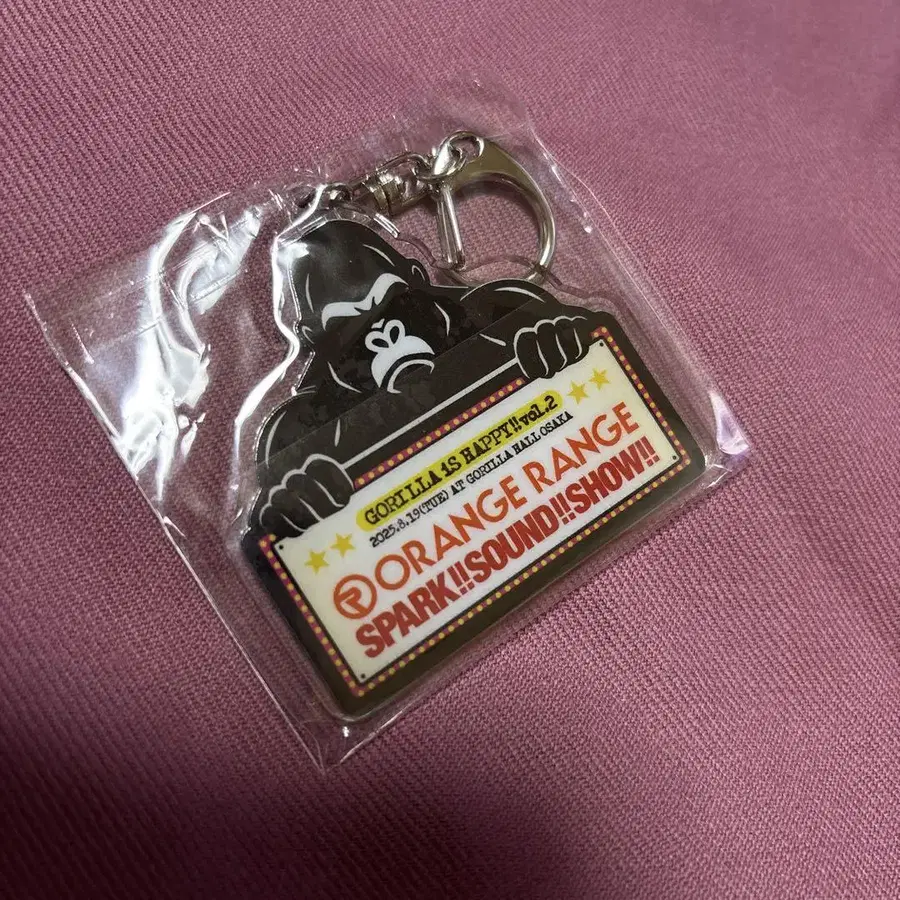 GORILLA iS HAPPY!!vol.2
2025.8.19(TUE) AT GORILLA HALL OSAKA
ORANGE RANGE
SPARK!!SOUND!!SHOW!!